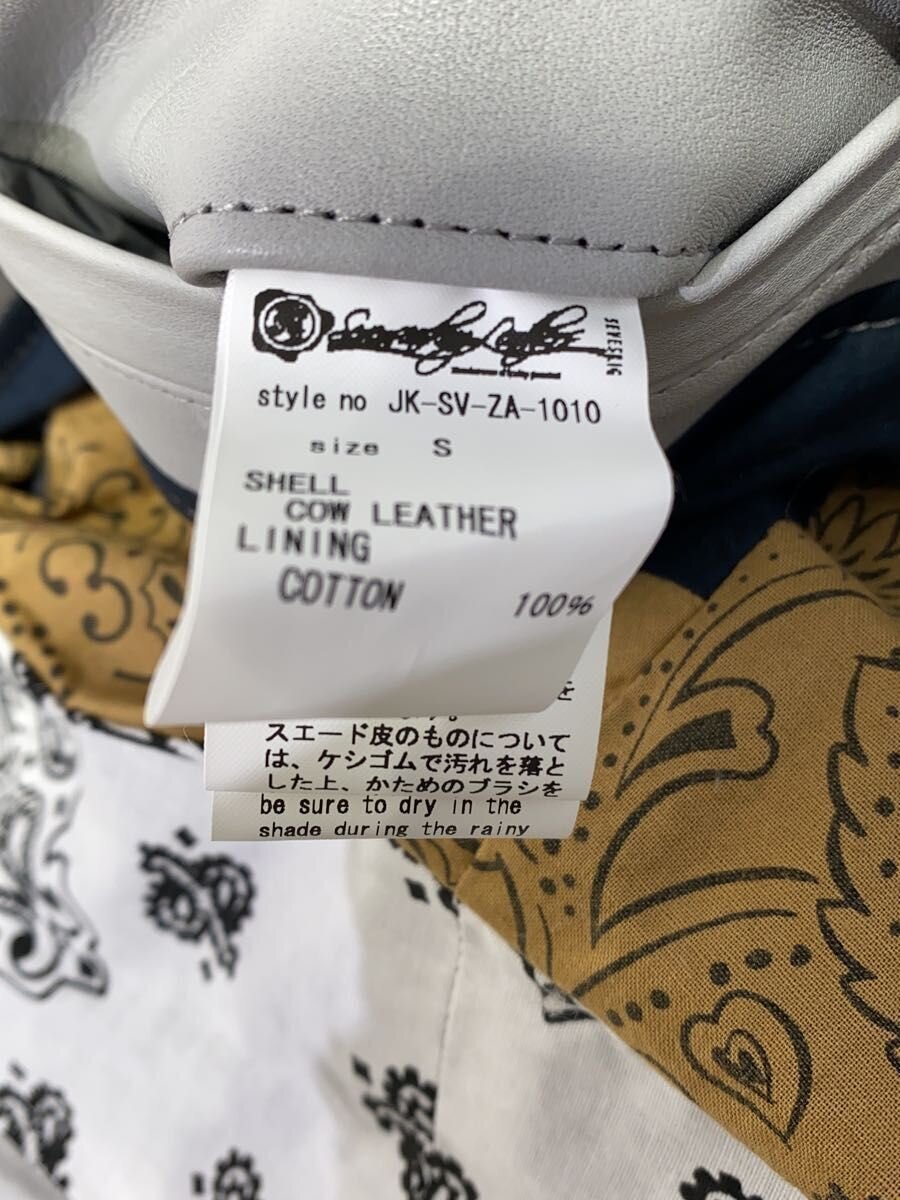 SEVESKIG
style no JK-SV-ZA-1010
size S
SHELL
COW LEATHER
LINING
COTTON 100%
を
スエード皮のものについて
は、ケシゴムで汚れを落と
した上、かためのブラシを
be sure to dry in the
shade during the rainy